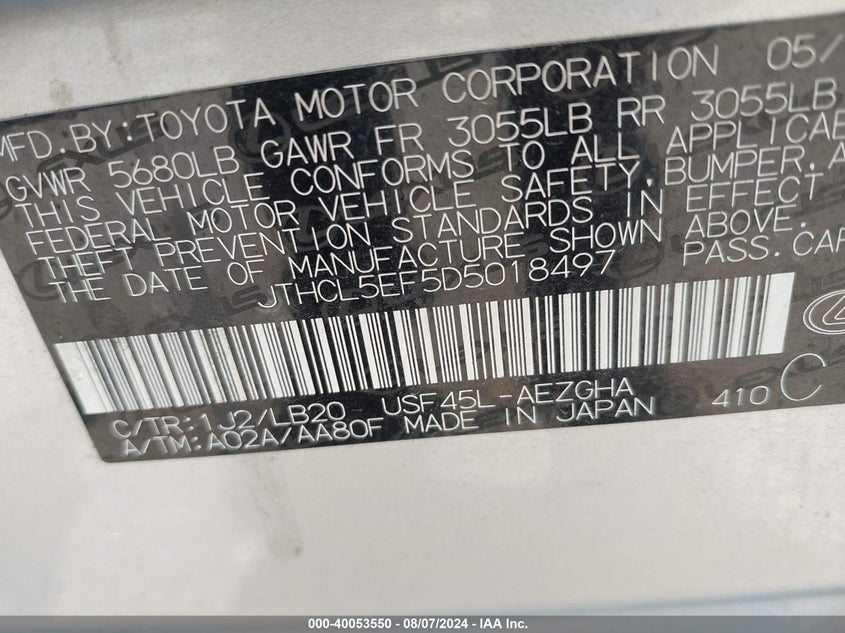 MFD. BY: TOYOTA MOTOR CORPORATION 05/
GVWR 5680LB GAWR FR 3055LB RR 3055LB
THIS VEHICLE CONFORMS TO ALL APPLICAB
FEDERAL MOTOR VEHICLE SAFETY, BUMPER, A
THEFT PREVENTION STANDARDS IN EFFECT
THE DATE OF MANUFACTURE SHOWN ABOVE.
JTHCL5EF5D5018497 PASS. CAR
C/TR: 1J2/LB20 USF45L-AEZGHA
A/TM: A02A/AA80F MADE IN JAPAN 410 C
000-40053550 - 08/07/2024 - IAA Inc.